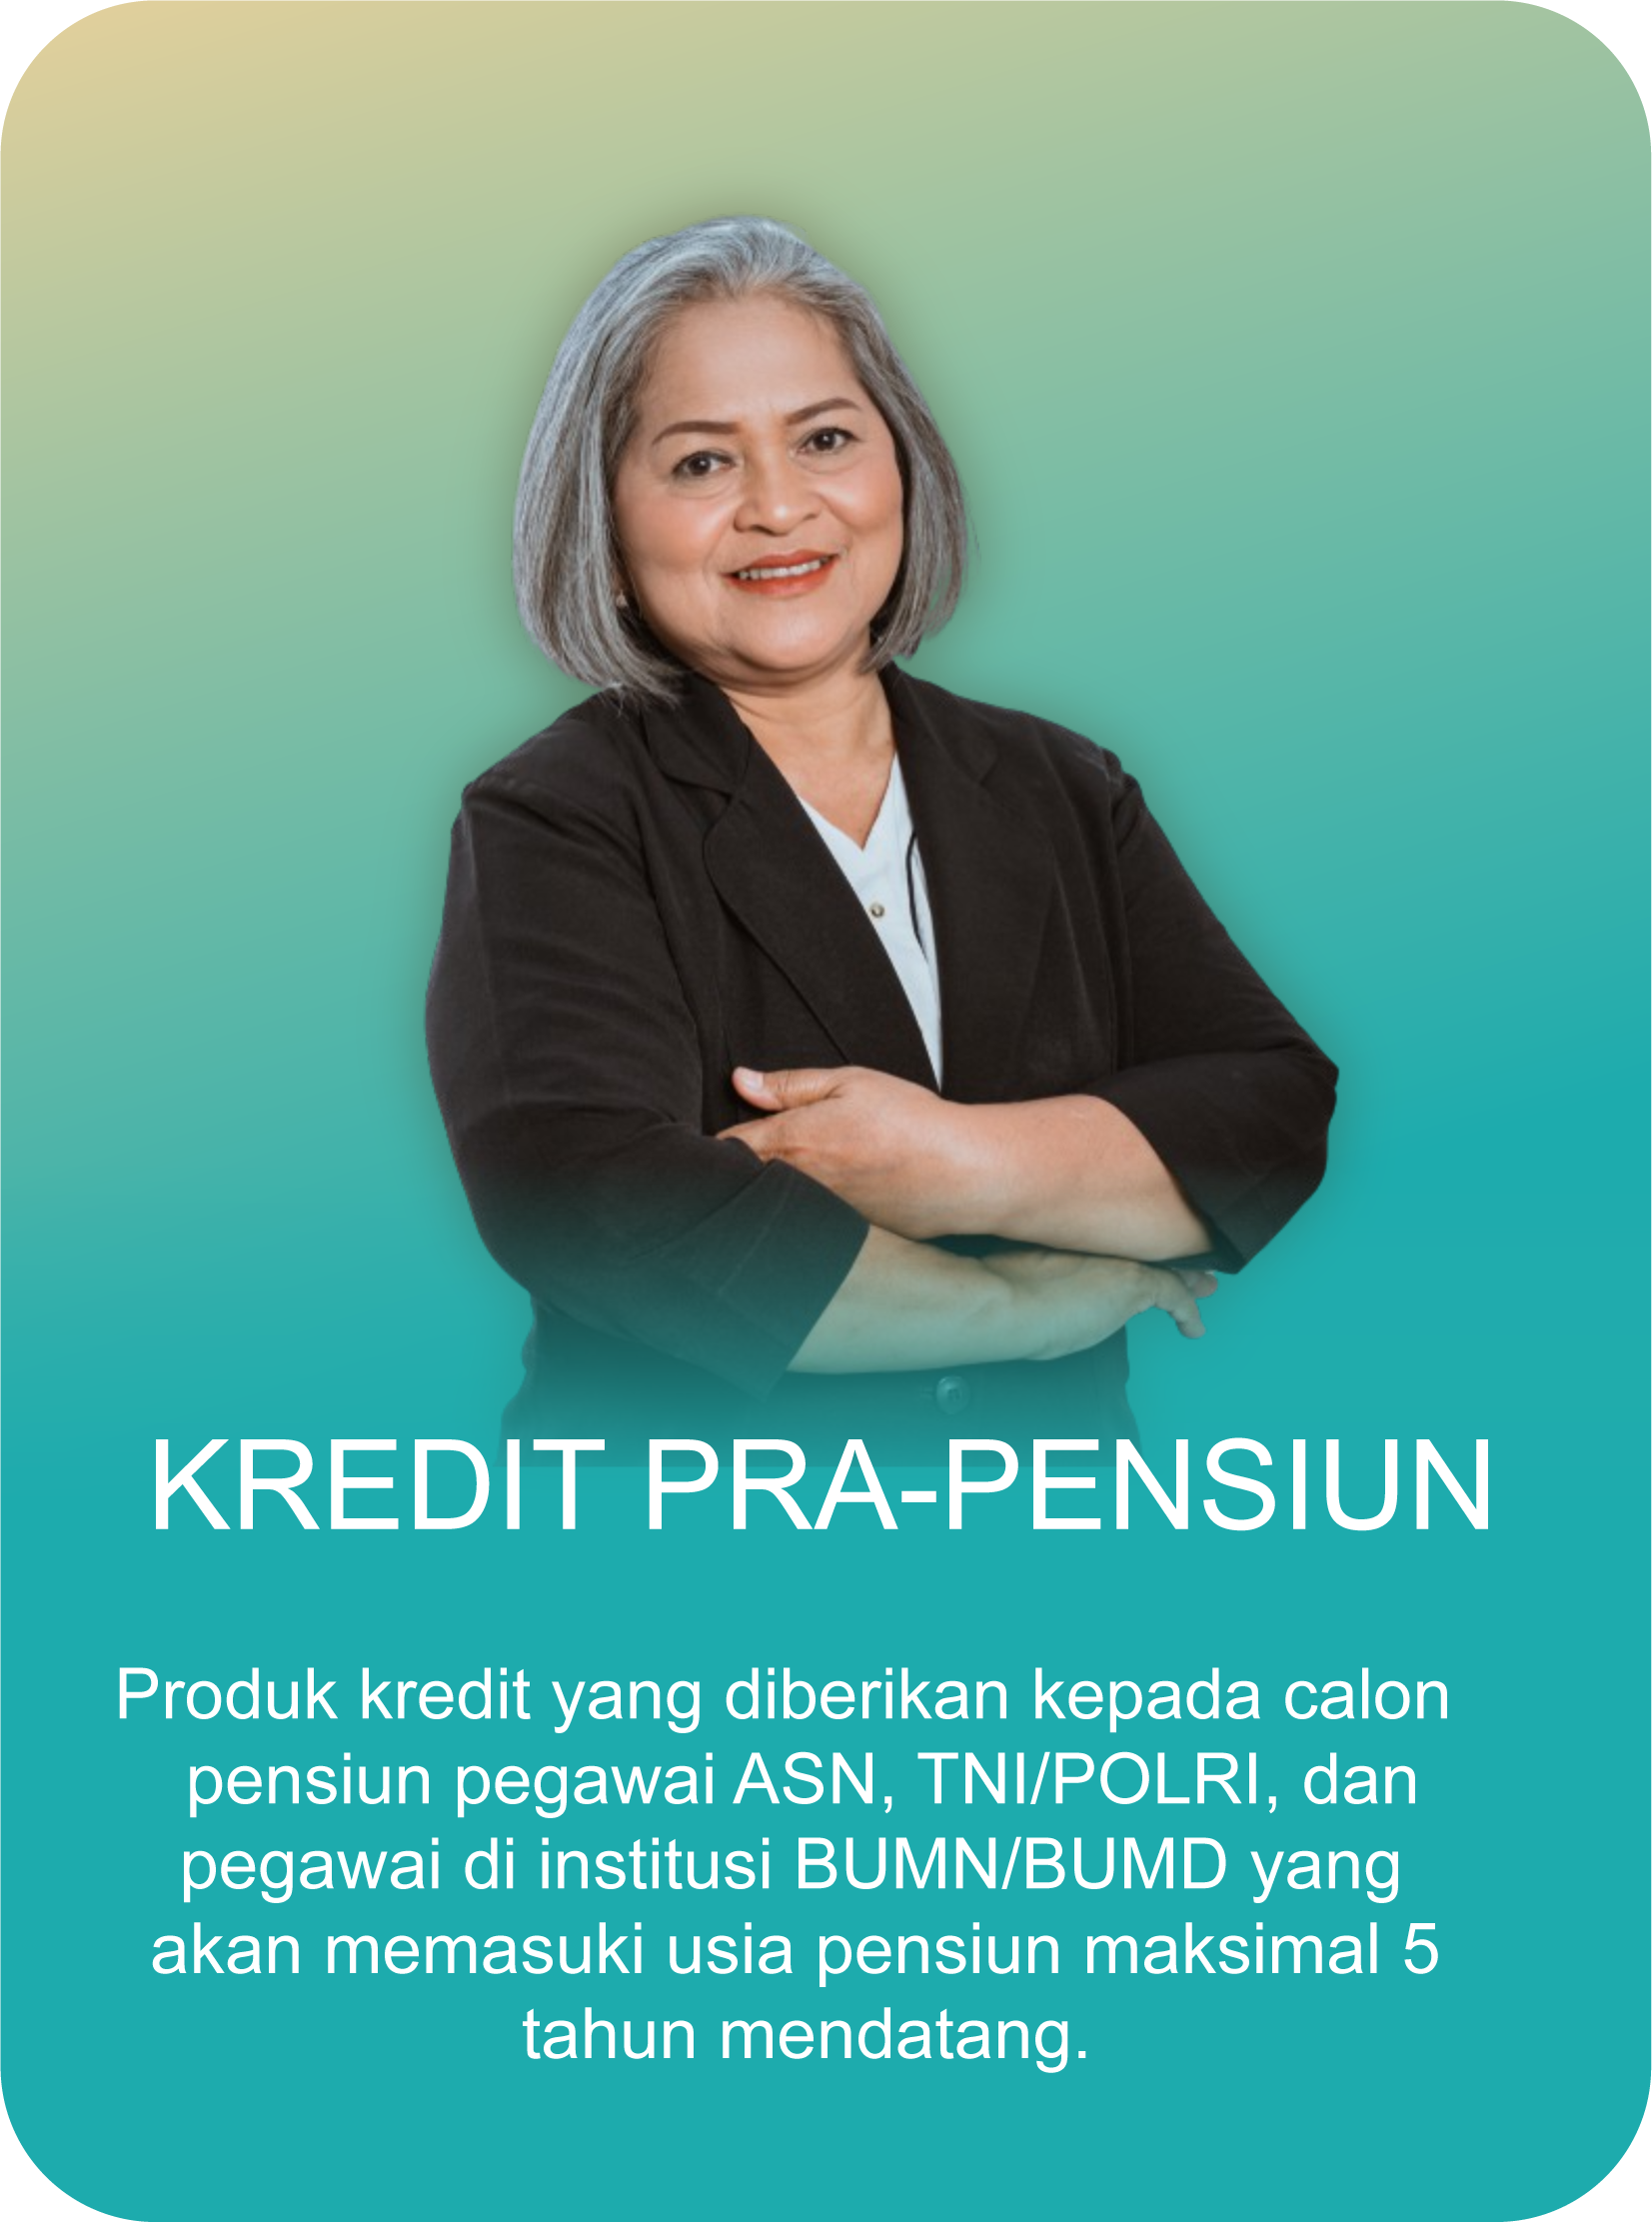 KREDIT PRA-PENSIUN
Produk kredit yang diberikan kepada calon
pensiun pegawai ASN, TNI/POLRI, dan
pegawai di institusi BUMN/BUMD yang
akan memasuki usia pensiun maksimal 5
tahun mendatang.